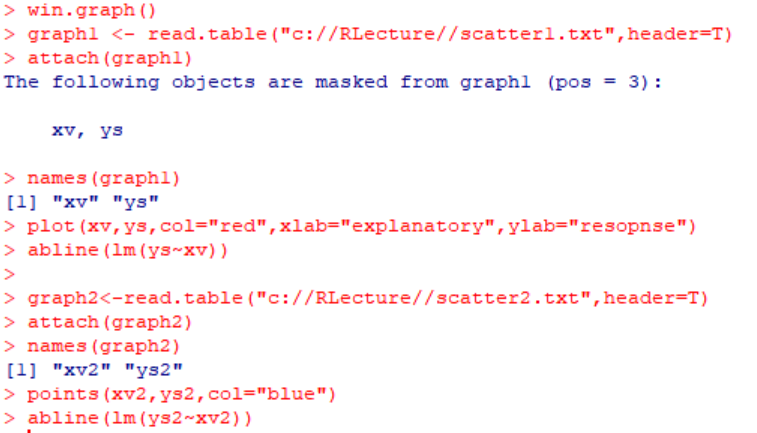 > win.graph()
> graph1 <- read.table("c://RLecture//scatter1.txt",header=T)
> attach(graph1)
The following objects are masked from graph1 (pos = 3):
xv, ys
> names(graph1)
[1] "xv" "ys"
> plot(xv,ys,col="red",xlab="explanatory",ylab="resopnse")
> abline(lm(ys~xv))
>
> graph2<-read.table("c://RLecture//scatter2.txt",header=T)
> attach(graph2)
> names(graph2)
[1] "xv2" "ys2"
> points(xv2,ys2,col="blue")
> abline(lm(ys2~xv2))